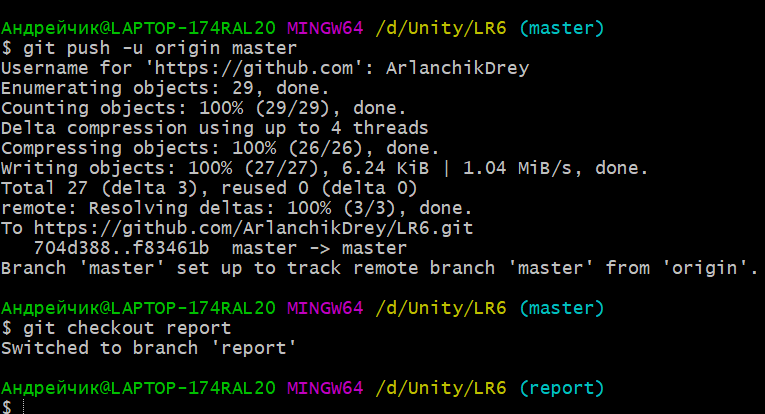 Андрейчик@LAPTOP-174RAL20 MINGW64 /d/Unity/LR6 (master)
$ git push -u origin master
Username for 'https://github.com': ArlanchikDrey
Enumerating objects: 29, done.
Counting objects: 100% (29/29), done.
Delta compression using up to 4 threads
Compressing objects: 100% (26/26), done.
Writing objects: 100% (27/27), 6.24 KiB | 1.04 MiB/s, done.
Total 27 (delta 3), reused 0 (delta 0)
remote: Resolving deltas: 100% (3/3), done.
To https://github.com/ArlanchikDrey/LR6.git
   704d388..f83461b  master -> master
Branch 'master' set up to track remote branch 'master' from 'origin'.
Андрейчик@LAPTOP-174RAL20 MINGW64 /d/Unity/LR6 (master)
$ git checkout report
Switched to branch 'report'
Андрейчик@LAPTOP-174RAL20 MINGW64 /d/Unity/LR6 (report)
$